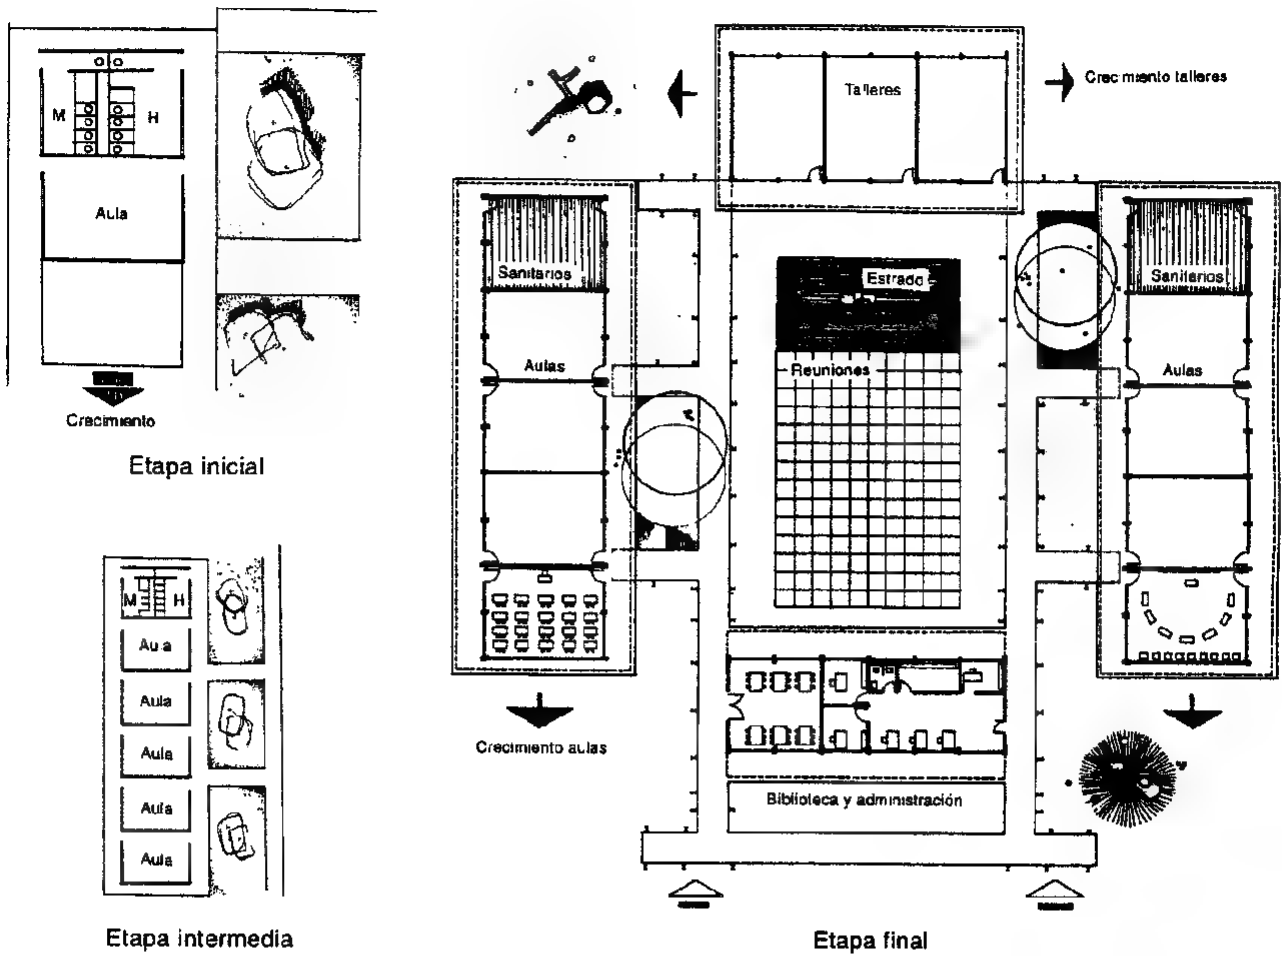 M
H
Aula
Crecimiento
Etapa inicial
M
H
Aula
Aula
Aula
Aula
Aula
Etapa intermedia
Talleres
Crecimiento talleres
Sanitarios
Estrado
Sanitarios
Aulas
Reuniones
Aulas
Crecimiento aulas
Biblioteca y administración
Etapa final